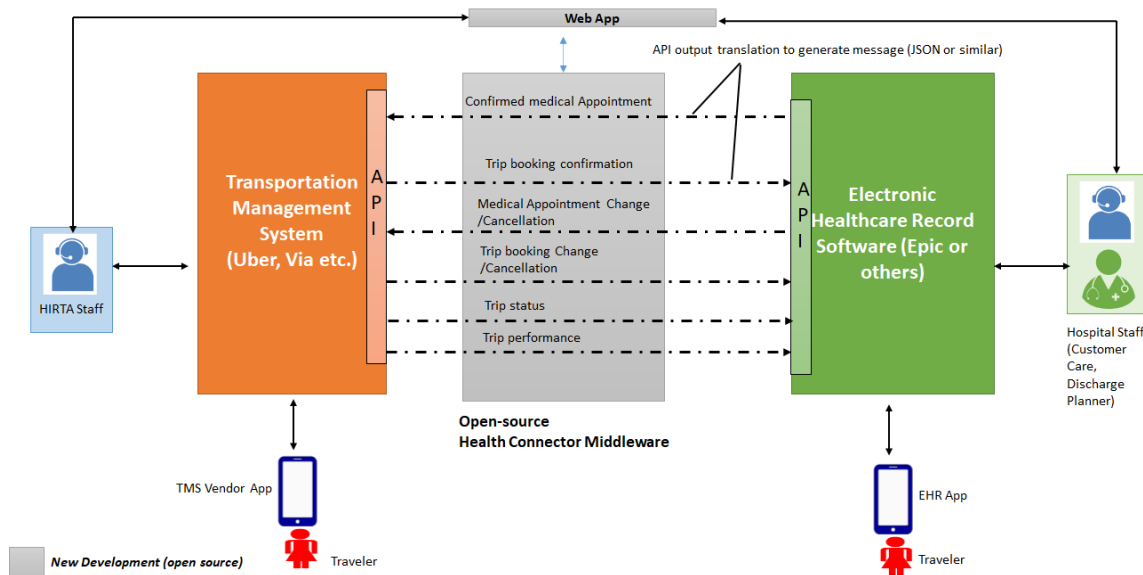 Web App
API output translation to generate message (JSON or similar)
Confirmed medical Appointment
Trip booking confirmation
Medical Appointment Change
/Cancellation
Trip booking Change
/Cancellation
Trip status
Trip performance
Transportation
Management
System
(Uber, Via etc.)
A
P
I
A
P
I
Electronic
Healthcare Record
Software (Epic or
others)
HIRTA Staff
Hospital Staff
(Customer
Care,
Discharge
Planner)
Open-source
Health Connector Middleware
TMS Vendor App
Traveler
EHR App
Traveler
New Development (open source)